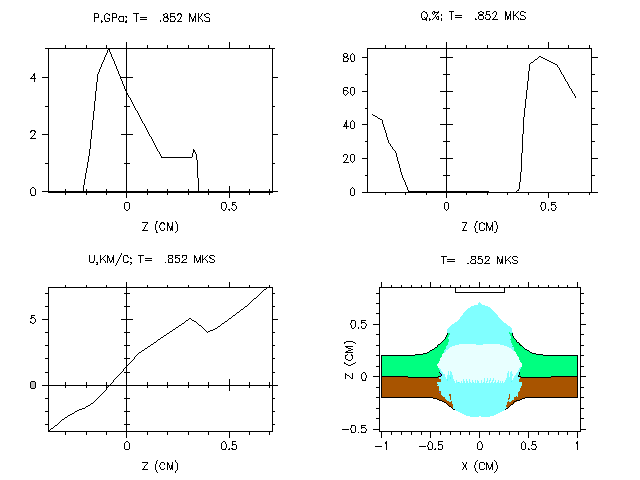 P,GPa; T= .852 MKS
4
2
0
0
0.5
Z (CM)
Q,%; T= .852 MKS
80
60
40
20
0
0
0.5
Z (CM)
U,KM/C; T= .852 MKS
5
0
0
0.5
Z (CM)
T= .852 MKS
Z (CM)
0.5
0
-0.5
-1
-0.5
0
0.5
1
X (CM)